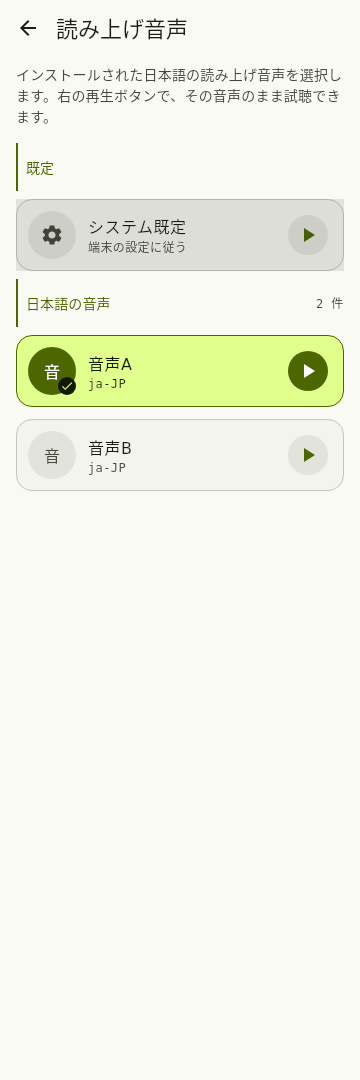 読み上げ音声
インストールされた日本語の読み上げ音声を選択し
ます。右の再生ボタンで、その音声のまま試聴でき
ます。
既定
システム既定
端末の設定に従う
日本語の音声
2 件
音
音声A
ja-JP
音
音声B
ja-JP